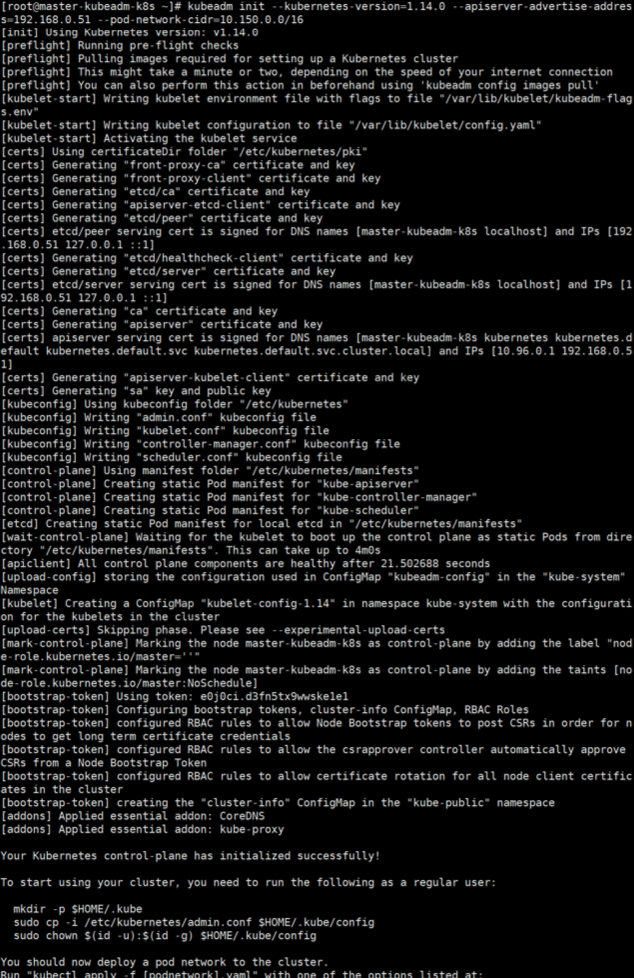 [root@master-kubeadm-k8s ~]# kubeadm init --kubernetes-version=1.14.0 --apiserver-advertise-addres
s=192.168.0.51 --pod-network-cidr=10.150.0.0/16
[init] Using Kubernetes version: v1.14.0
[preflight] Running pre-flight checks
[preflight] Pulling images required for setting up a Kubernetes cluster
[preflight] This might take a minute or two, depending on the speed of your internet connection
[preflight] You can also perform this action in beforehand using 'kubeadm config images pull'
[kubelet-start] Writing kubelet environment file with flags to file "/var/lib/kubelet/kubeadm-flag
s.env"
[kubelet-start] Writing kubelet configuration to file "/var/lib/kubelet/config.yaml"
[kubelet-start] Activating the kubelet service
[certs] Using certificateDir folder "/etc/kubernetes/pki"
[certs] Generating "front-proxy-ca" certificate and key
[certs] Generating "front-proxy-client" certificate and key
[certs] Generating "etcd/ca" certificate and key
[certs] Generating "apiserver-etcd-client" certificate and key
[certs] Generating "etcd/peer" certificate and key
[certs] etcd/peer serving cert is signed for DNS names [master-kubeadm-k8s localhost] and IPs [192
.168.0.51 127.0.0.1 ::1]
[certs] Generating "etcd/healthcheck-client" certificate and key
[certs] Generating "etcd/server" certificate and key
[certs] etcd/server serving cert is signed for DNS names [master-kubeadm-k8s localhost] and IPs [1
92.168.0.51 127.0.0.1 ::1]
[certs] Generating "ca" certificate and key
[certs] Generating "apiserver" certificate and key
[certs] apiserver serving cert is signed for DNS names [master-kubeadm-k8s kubernetes kubernetes.d
efault kubernetes.default.svc kubernetes.default.svc.cluster.local] and IPs [10.96.0.1 192.168.0.5
1]
[certs] Generating "apiserver-kubelet-client" certificate and key
[certs] Generating "sa" key and public key
[kubeconfig] Using kubeconfig folder "/etc/kubernetes"
[kubeconfig] Writing "admin.conf" kubeconfig file
[kubeconfig] Writing "kubelet.conf" kubeconfig file
[kubeconfig] Writing "controller-manager.conf" kubeconfig file
[kubeconfig] Writing "scheduler.conf" kubeconfig file
[control-plane] Using manifest folder "/etc/kubernetes/manifests"
[control-plane] Creating static Pod manifest for "kube-apiserver"
[control-plane] Creating static Pod manifest for "kube-controller-manager"
[control-plane] Creating static Pod manifest for "kube-scheduler"
[etcd] Creating static Pod manifest for local etcd in "/etc/kubernetes/manifests"
[wait-control-plane] Waiting for the kubelet to boot up the control plane as static Pods from dire
ctory "/etc/kubernetes/manifests". This can take up to 4m0s
[apiclient] All control plane components are healthy after 21.502688 seconds
[upload-config] storing the configuration used in ConfigMap "kubeadm-config" in the "kube-system"
Namespace
[kubelet] Creating a ConfigMap "kubelet-config-1.14" in namespace kube-system with the configurati
on for the kubelets in the cluster
[upload-certs] Skipping phase. Please see --experimental-upload-certs
[mark-control-plane] Marking the node master-kubeadm-k8s as control-plane by adding the label "nod
e-role.kubernetes.io/master=''"
[mark-control-plane] Marking the node master-kubeadm-k8s as control-plane by adding the taints [no
de-role.kubernetes.io/master:NoSchedule]
[bootstrap-token] Using token: e0j0ci.d3fn5tx9wwske1e1
[bootstrap-token] Configuring bootstrap tokens, cluster-info ConfigMap, RBAC Roles
[bootstrap-token] configured RBAC rules to allow Node Bootstrap tokens to post CSRs in order for n
odes to get long term certificate credentials
[bootstrap-token] configured RBAC rules to allow the csrapprover controller automatically approve
CSRs from a Node Bootstrap Token
[bootstrap-token] configured RBAC rules to allow certificate rotation for all node client certific
ates in the cluster
[bootstrap-token] creating the "cluster-info" ConfigMap in the "kube-public" namespace
[addons] Applied essential addon: CoreDNS
[addons] Applied essential addon: kube-proxy
Your Kubernetes control-plane has initialized successfully!
To start using your cluster, you need to run the following as a regular user:
mkdir -p $HOME/.kube
sudo cp -i /etc/kubernetes/admin.conf $HOME/.kube/config
sudo chown $(id -u):$(id -g) $HOME/.kube/config
You should now deploy a pod network to the cluster.
Run "kubectl apply -f [podnetwork].yaml" with one of the options listed at: